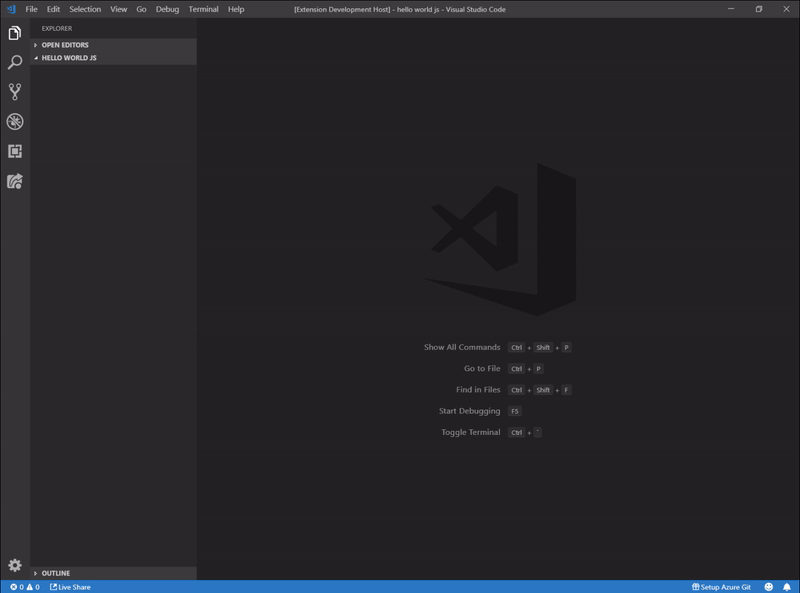 File Edit Selection View Go Debug Terminal Help [Extension Development Host] - hello world js - Visual Studio Code
EXPLORER
OPEN EDITORS
HELLO WORLD JS
Show All Commands Ctrl + Shift + P
Go to File Ctrl + P
Find in Files Ctrl + Shift + F
Start Debugging F5
Toggle Terminal Ctrl + `
OUTLINE
0 0 Live Share Setup Azure Git